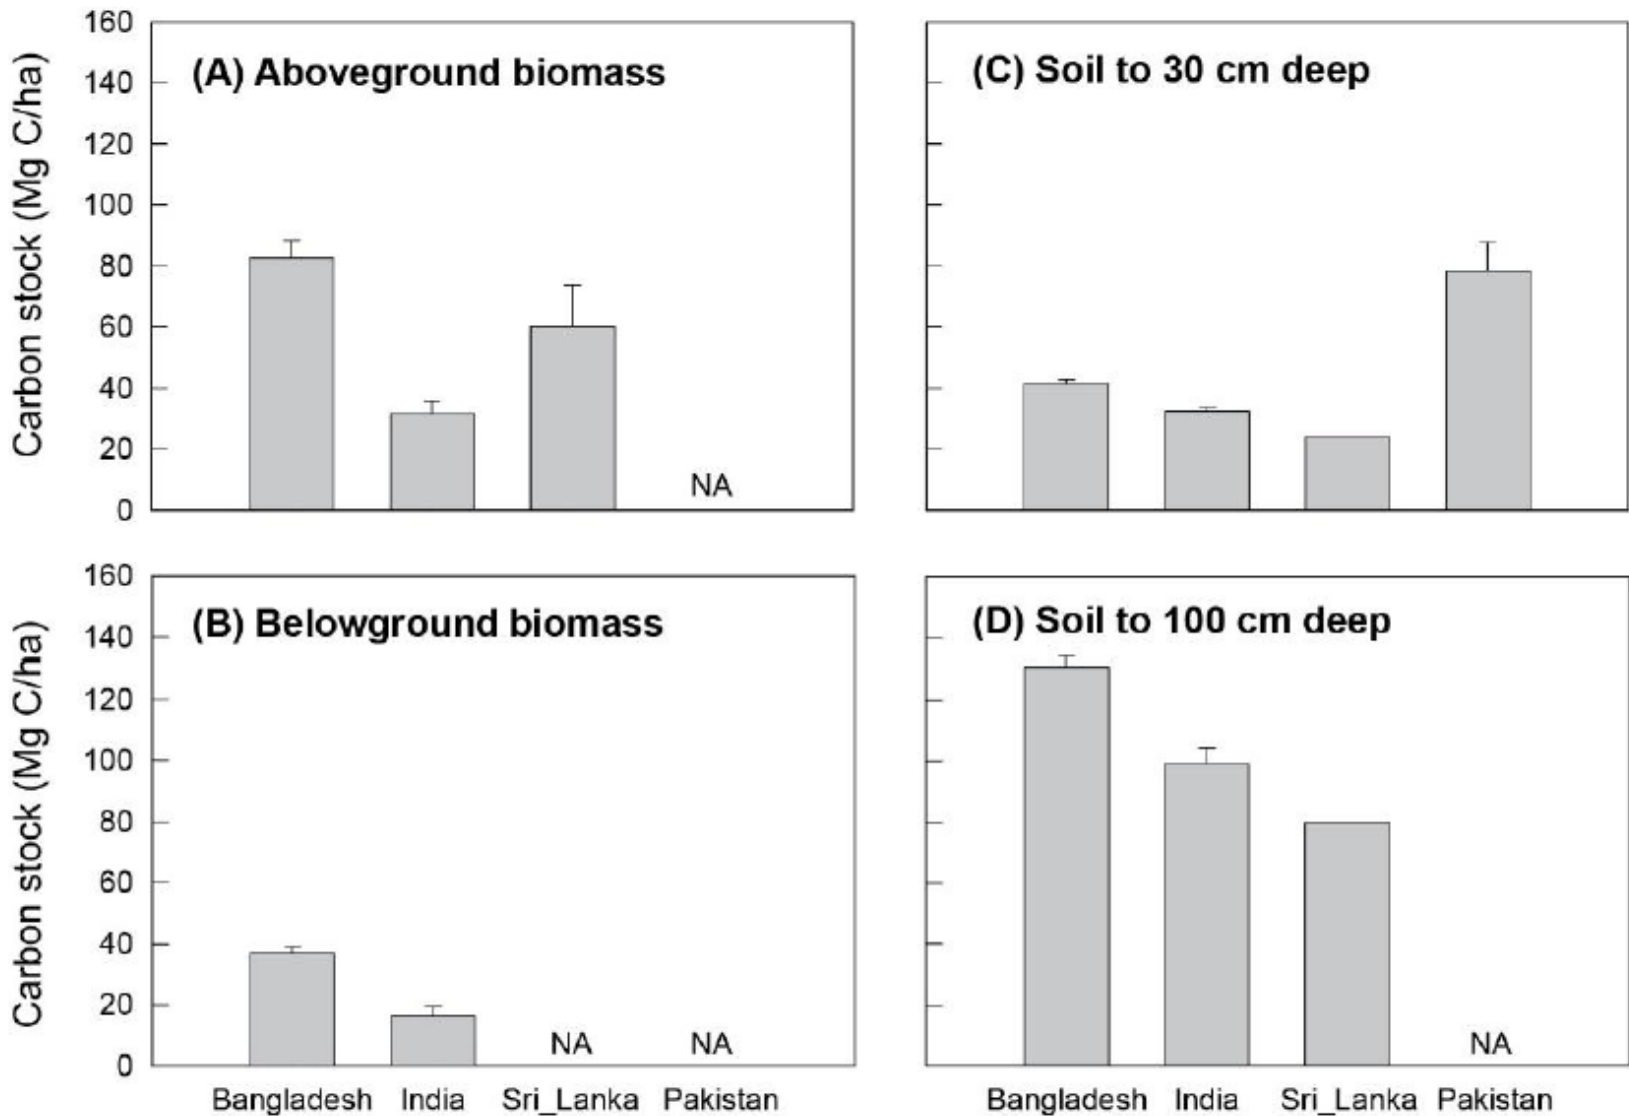 (A) Aboveground biomass
Carbon stock (Mg C/ha)
160
140
120
100
80
60
40
20
0
NA
(C) Soil to 30 cm deep
(B) Belowground biomass
Carbon stock (Mg C/ha)
160
140
120
100
80
60
40
20
0
NA NA
Bangladesh India Sri_Lanka Pakistan
(D) Soil to 100 cm deep
NA
Bangladesh India Sri_Lanka Pakistan